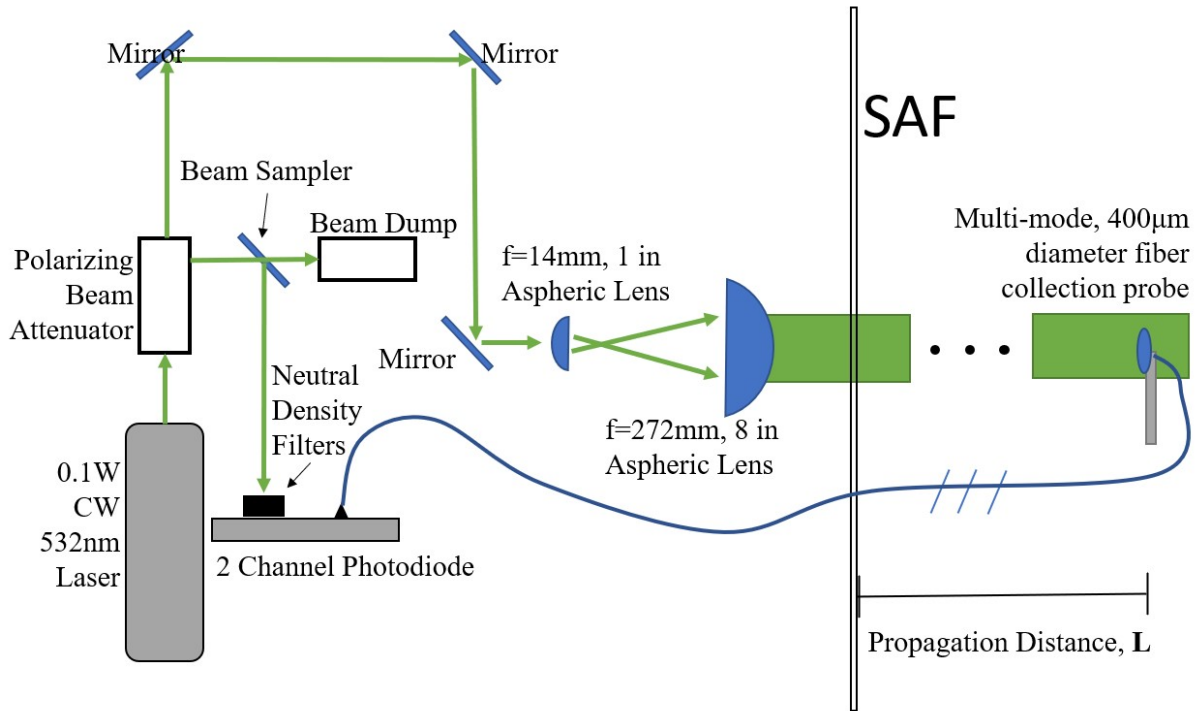 Mirror
Mirror
SAF
Beam Sampler
Beam Dump
Polarizing
Beam
Attenuator
f=14mm, 1 in
Aspheric Lens
Multi-mode, 400μm
diameter fiber
collection probe
Mirror
Neutral
Density
Filters
f=272mm, 8 in
Aspheric Lens
0.1W
CW
532nm
Laser
2 Channel Photodiode
Propagation Distance, L